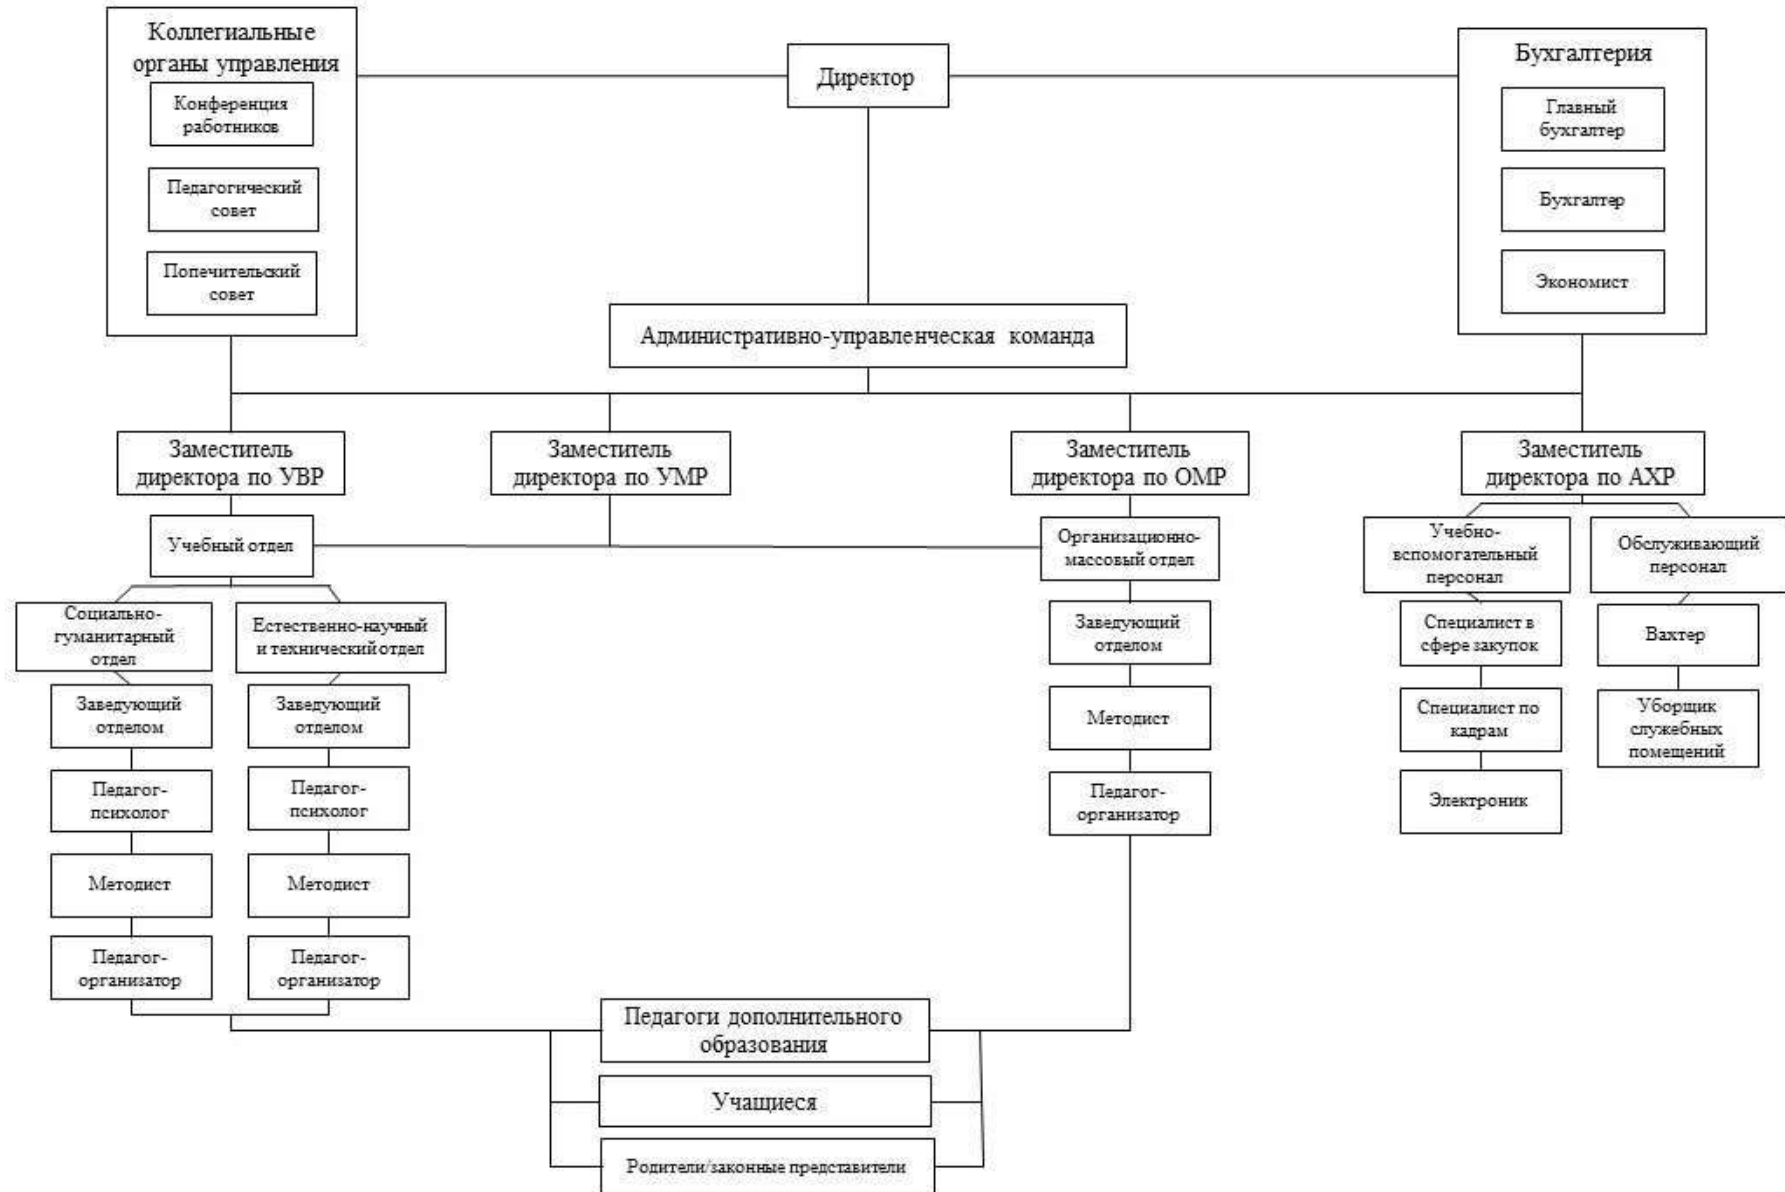 Коллегиальные
органы управления
Конференция
работников
Педагогический
совет
Попечительский
совет
Директор
Бухгалтерия
Главный
бухгалтер
Бухгалтер
Экономист
Административно-управленческая команда
Заместитель
директора по УВР
Заместитель
директора по УМР
Заместитель
директора по ОМР
Заместитель
директора по АХР
Учебный отдел
Организационно-
массовый отдел
Учебно-
вспомогательный
персонал
Обслуживающий
персонал
Социально-
гуманитарный
отдел
Естественно-научный
и технический отдел
Заведующий
отделом
Специалист в
сфере закупок
Вахтер
Заведующий
отделом
Заведующий
отделом
Методист
Специалист по
кадрам
Уборщик
служебных
помещений
Педагог-
психолог
Педагог-
психолог
Педагог-
организатор
Электроник
Методист
Методист
Педагог-
организатор
Педагог-
организатор
Педагоги дополнительного
образования
Учащиеся
Родители/законные представители